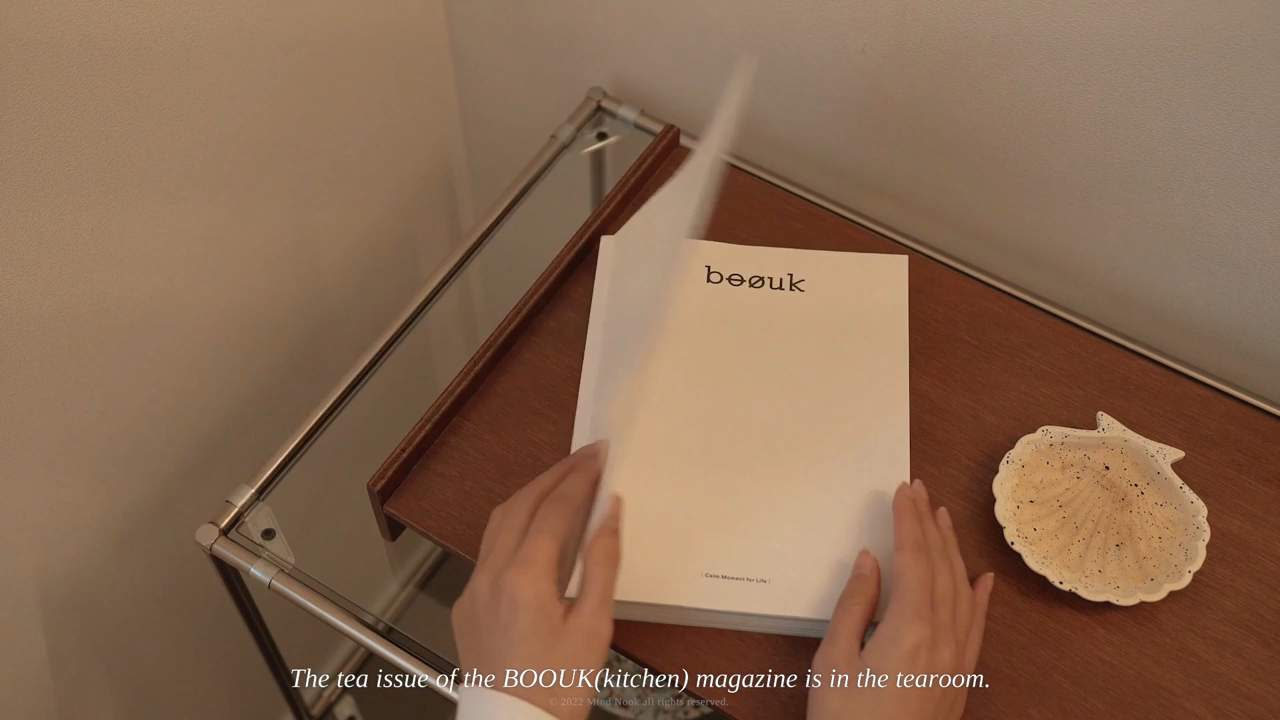 beøuk
| Calm Moment for Life |
The tea issue of the BOOUK(kitchen) magazine is in the tearoom.
© 2022 Mind Nook all rights reserved.